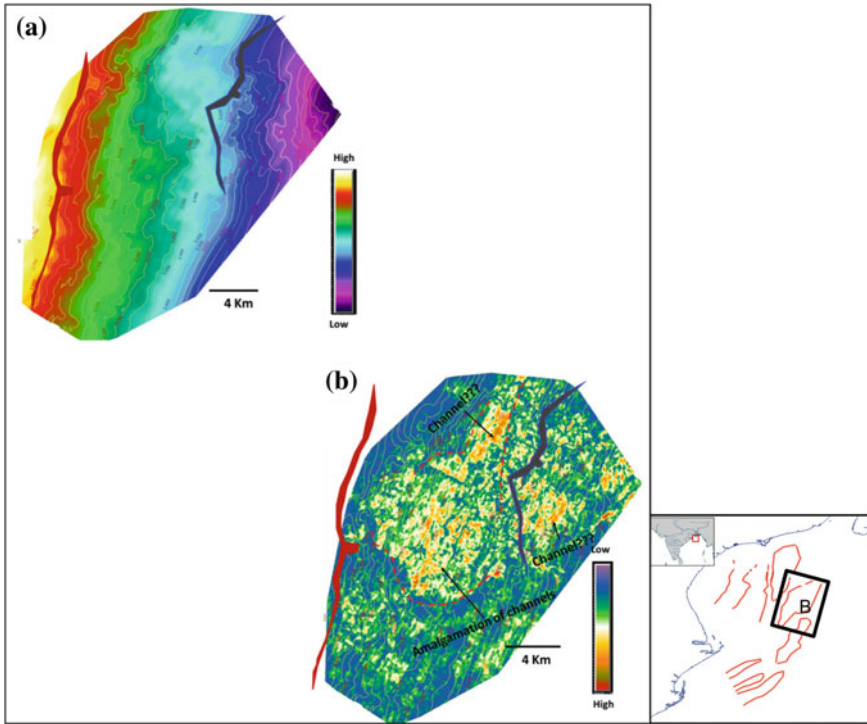 (a)
High
Low
4 Km
(b)
Channel???
Channel???
Amalgamation of channels
Low
High
4 Km
B